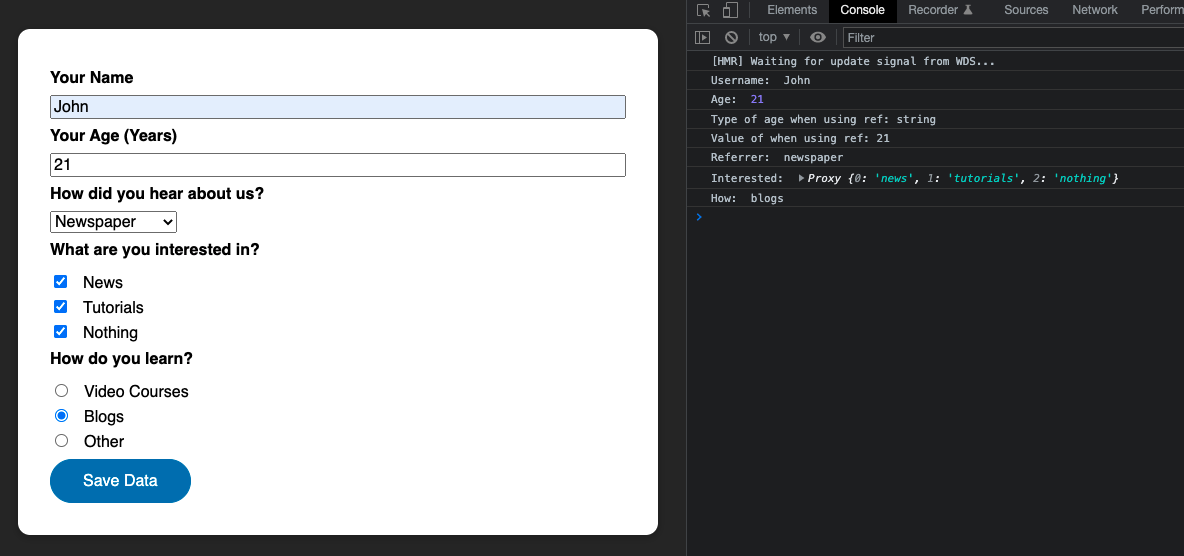 Your Name
John
Your Age (Years)
21
How did you hear about us?
Newspaper
What are you interested in?
News
Tutorials
Nothing
How do you learn?
Video Courses
Blogs
Other
Save Data
Elements Console Recorder Sources Network Perform
top ▼ Filter
[HMR] Waiting for update signal from WDS...
Username: John
Age: 21
Type of age when using ref: string
Value of when using ref: 21
Referrer: newspaper
Interested: ▶Proxy {0: 'news', 1: 'tutorials', 2: 'nothing'}
How: blogs